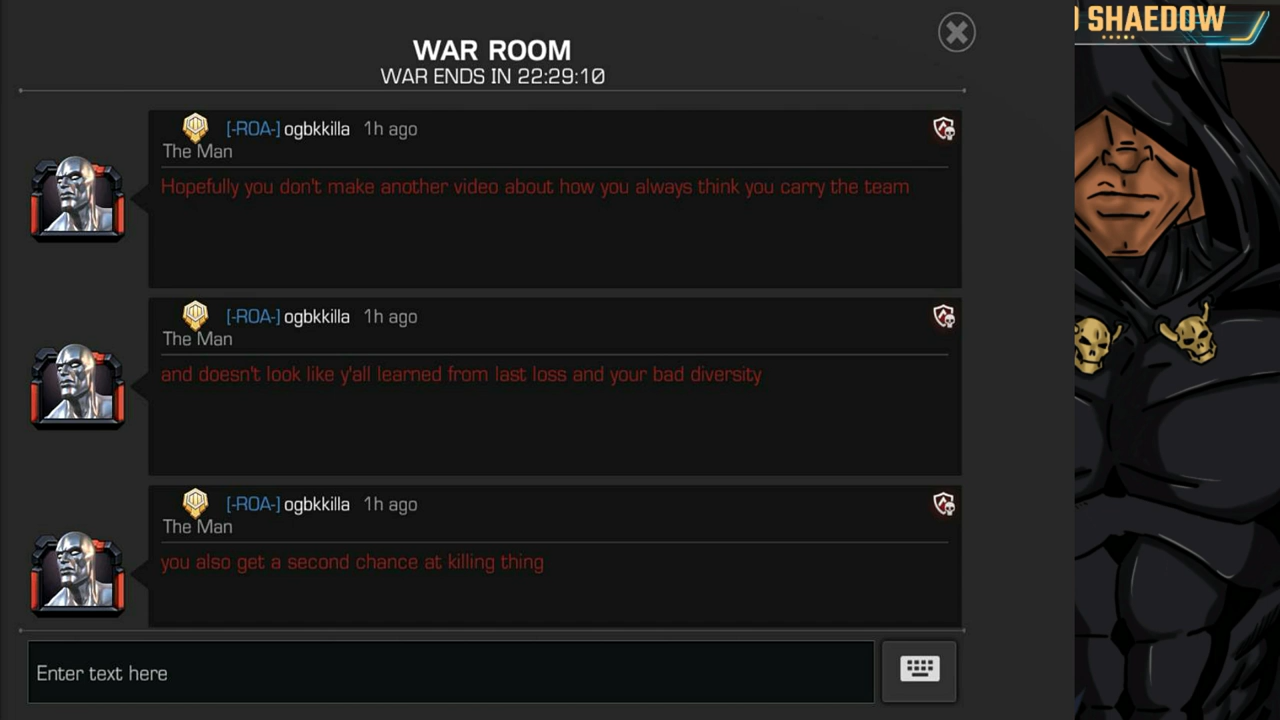 SHAEDOW
WAR ROOM
WAR ENDS IN 22:29:10
[-ROA-] ogbkkilla 1h ago
The Man
Hopefully you don't make another video about how you always think you carry the team
[-ROA-] ogbkkilla 1h ago
The Man
and doesn't look like y'all learned from last loss and your bad diversity
[-ROA-] ogbkkilla 1h ago
The Man
you also get a second chance at killing thing
Enter text here